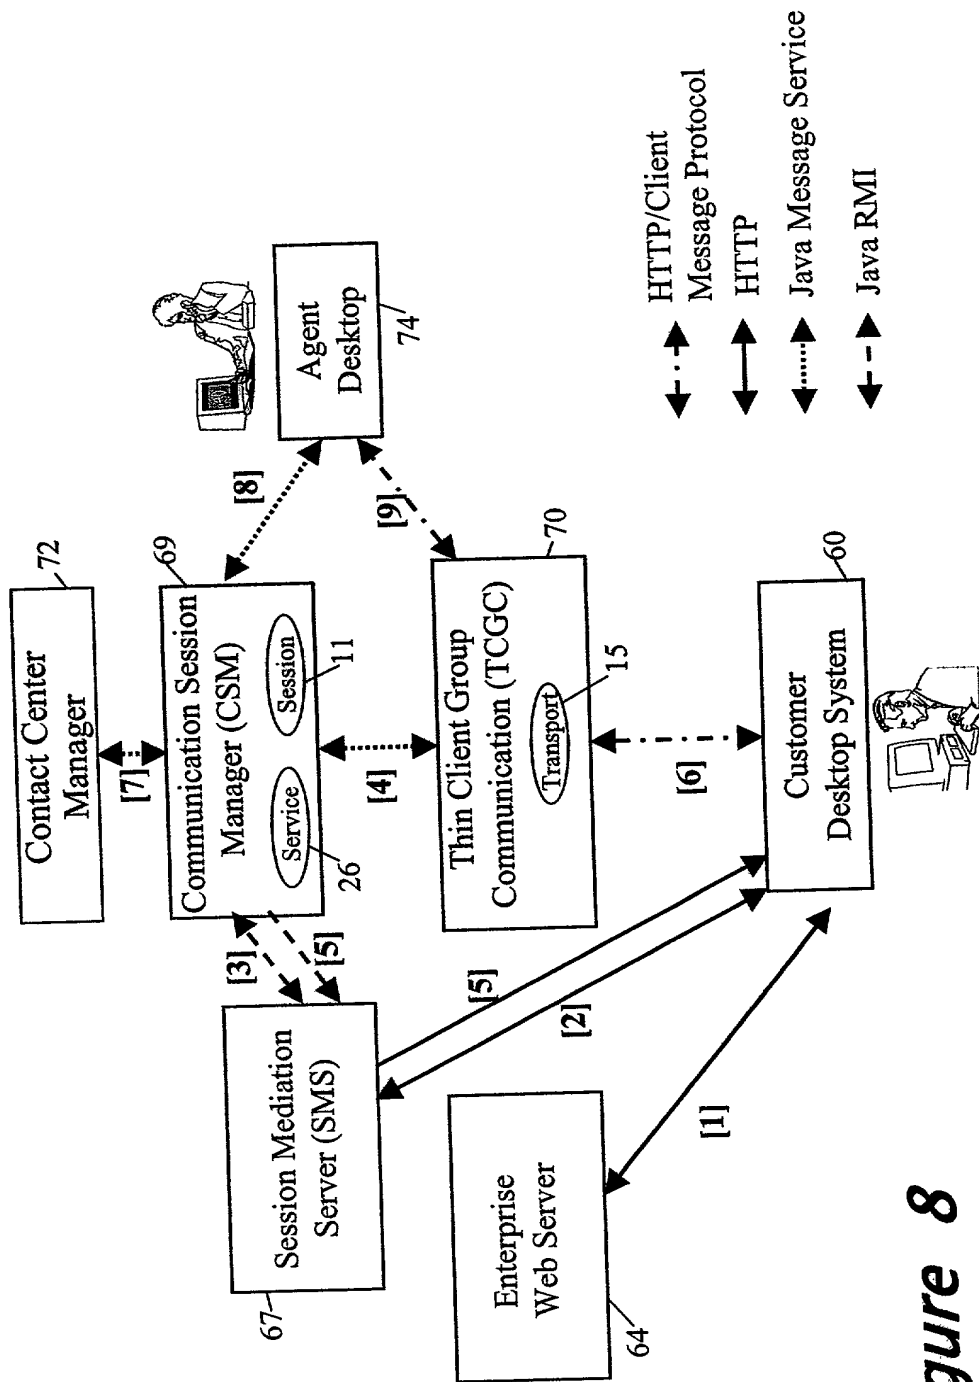 Contact Center
Manager
72
[7]
Communication Session
Manager (CSM)
69
Service
26
Session
11
[8]
Agent
Desktop
74
[3]
[5]
[4]
[9]
Session Mediation
Server (SMS)
67
Thin Client Group
Communication (TCGC)
70
Transport
15
[5]
[2]
[6]
Enterprise
Web Server
64
[1]
Customer
Desktop System
60
HTTP/Client
Message Protocol
HTTP
Java Message Service
Java RMI
gure 8